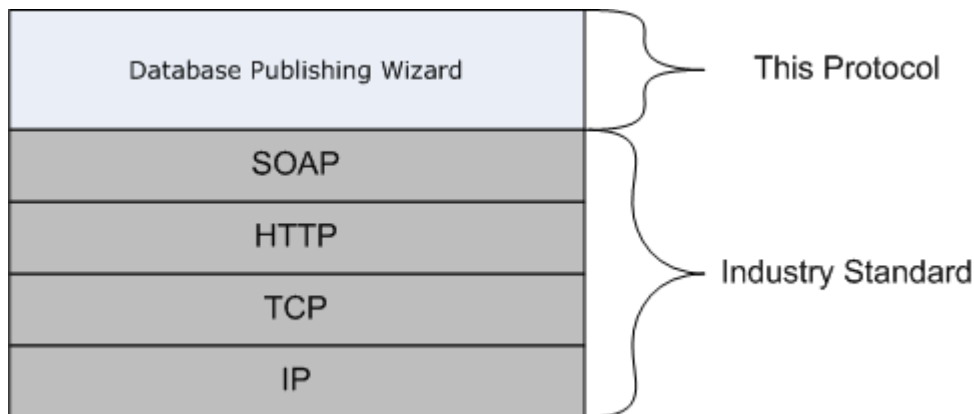 Database Publishing Wizard
This Protocol
SOAP
HTTP
Industry Standard
TCP
IP